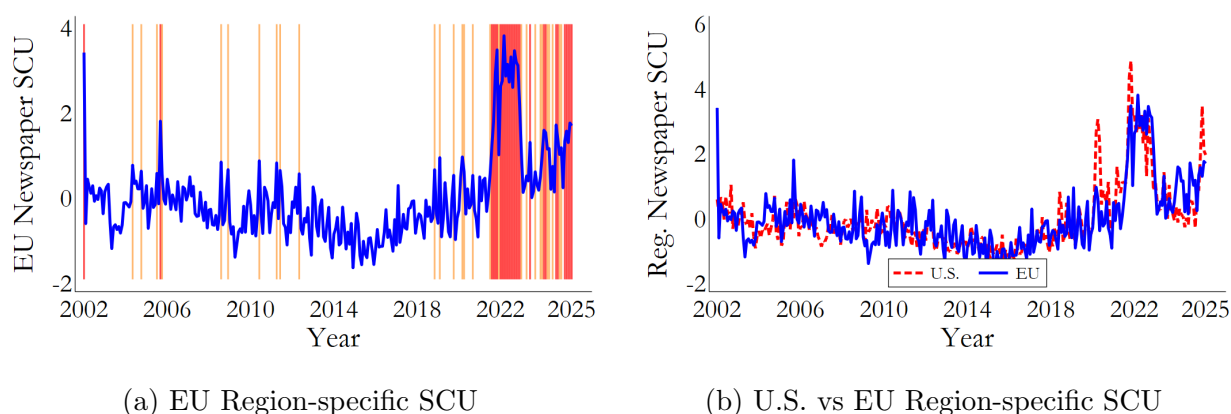 EU Newspaper SCU
4
2
0
-2
2002 2006 2010 2014 2018 2022 2025
Year
(a) EU Region-specific SCU
Reg. Newspaper SCU
6
4
2
0
-2
U.S. EU
2002 2006 2010 2014 2018 2022 2025
Year
(b) U.S. vs EU Region-specific SCU